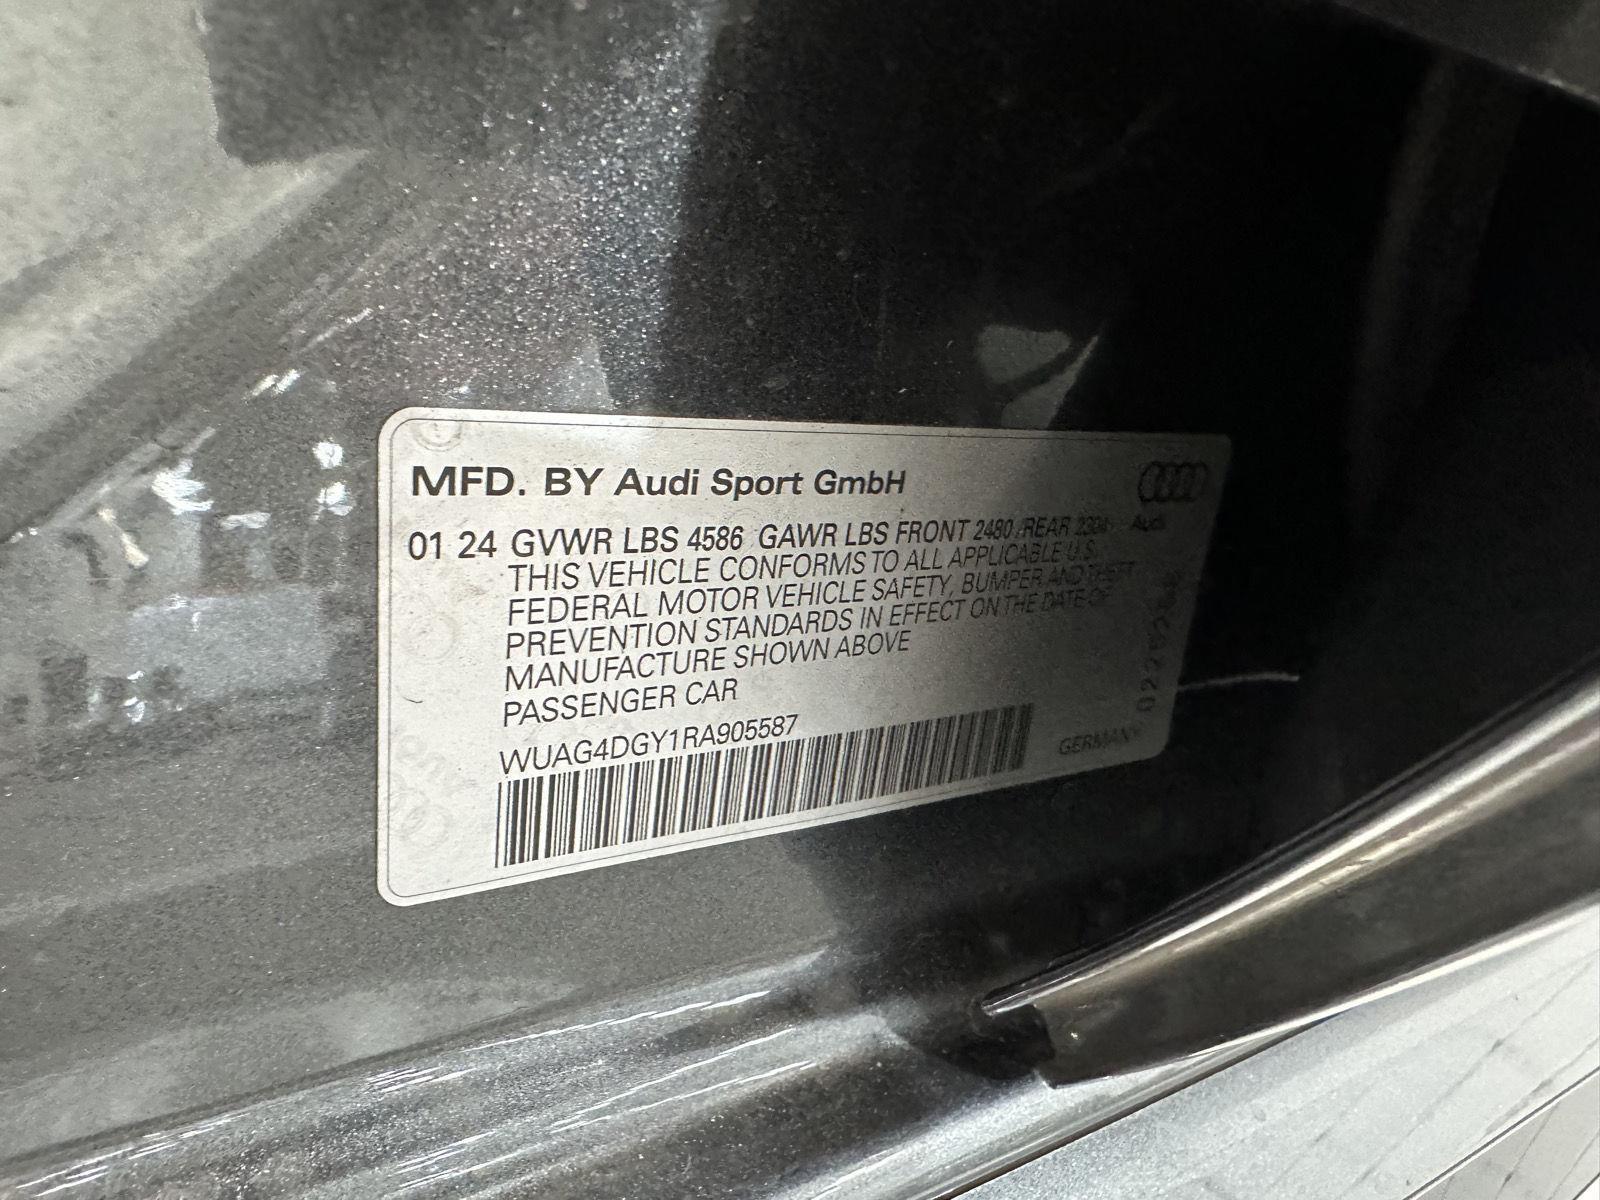 MFD. BY Audi Sport GmbH
01 24 GVWR LBS 4586 GAWR LBS FRONT 2480 /REAR 2304
Audi
THIS VEHICLE CONFORMS TO ALL APPLICABLE U.S.
FEDERAL MOTOR VEHICLE SAFETY, BUMPER AND THEFT
PREVENTION STANDARDS IN EFFECT ON THE DATE OF
MANUFACTURE SHOWN ABOVE
PASSENGER CAR
WUAG4DGY1RA905587
GERMANY